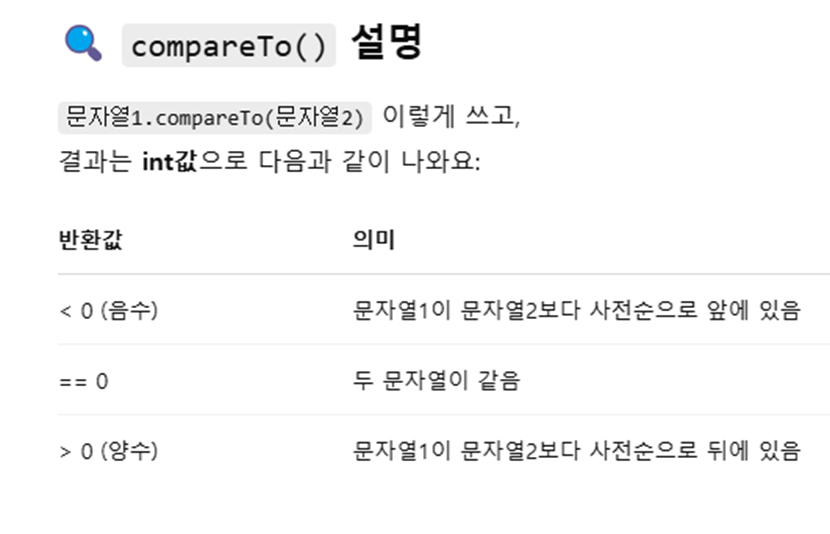 🔍 compareTo() 설명
문자열1.compareTo(문자열2) 이렇게 쓰고,
결과는 int값으로 다음과 같이 나와요:
반환값 의미
< 0 (음수) 문자열1이 문자열2보다 사전순으로 앞에 있음
== 0 두 문자열이 같음
> 0 (양수) 문자열1이 문자열2보다 사전순으로 뒤에 있음